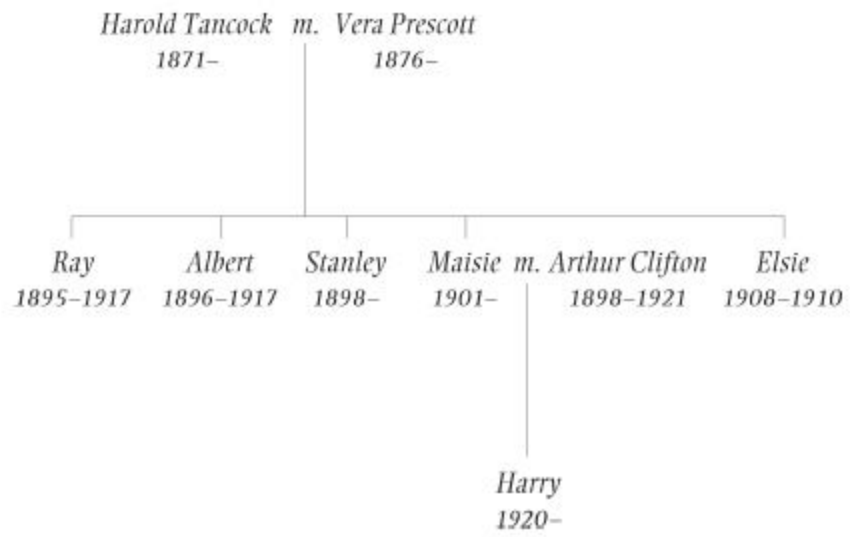 Harold Tancock m. Vera Prescott
1871– 1876–
Ray Albert Stanley Maisie m. Arthur Clifton Elsie
1895–1917 1896–1917 1898– 1901– 1898–1921 1908–1910
Harry
1920–